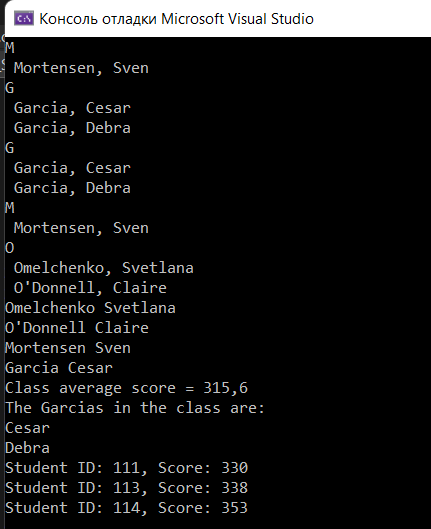 Консоль отладки Microsoft Visual Studio
M
Mortensen, Sven
G
Garcia, Cesar
Garcia, Debra
G
Garcia, Cesar
Garcia, Debra
M
Mortensen, Sven
O
Omelchenko, Svetlana
O'Donnell, Claire
Omelchenko Svetlana
O'Donnell Claire
Mortensen Sven
Garcia Cesar
Class average score = 315,6
The Garcias in the class are:
Cesar
Debra
Student ID: 111, Score: 330
Student ID: 113, Score: 338
Student ID: 114, Score: 353